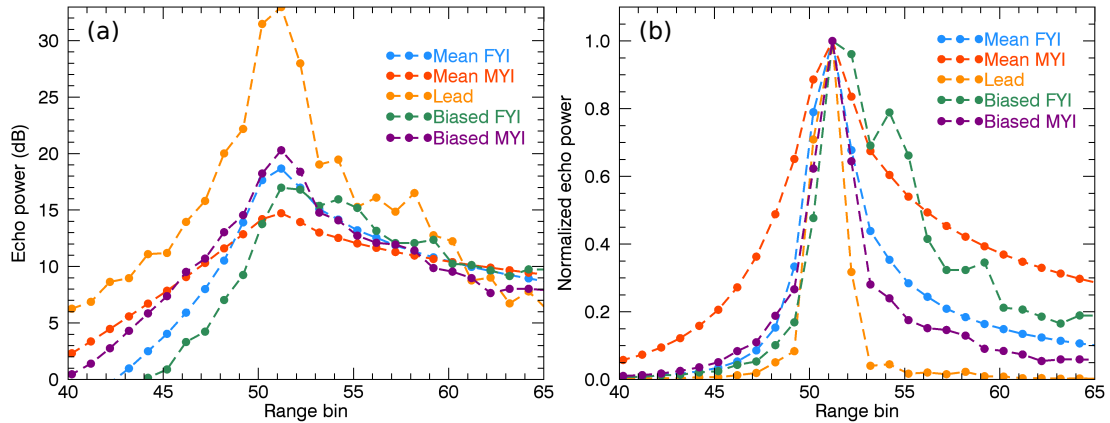 (a)
Mean FYI
Mean MYI
Lead
Biased FYI
Biased MYI
Echo power (dB)
30
25
20
15
10
5
0
40 45 50 55 60 65
Range bin
(b)
Mean FYI
Mean MYI
Lead
Biased FYI
Biased MYI
Normalized echo power
1.0
0.8
0.6
0.4
0.2
0.0
40 45 50 55 60 65
Range bin